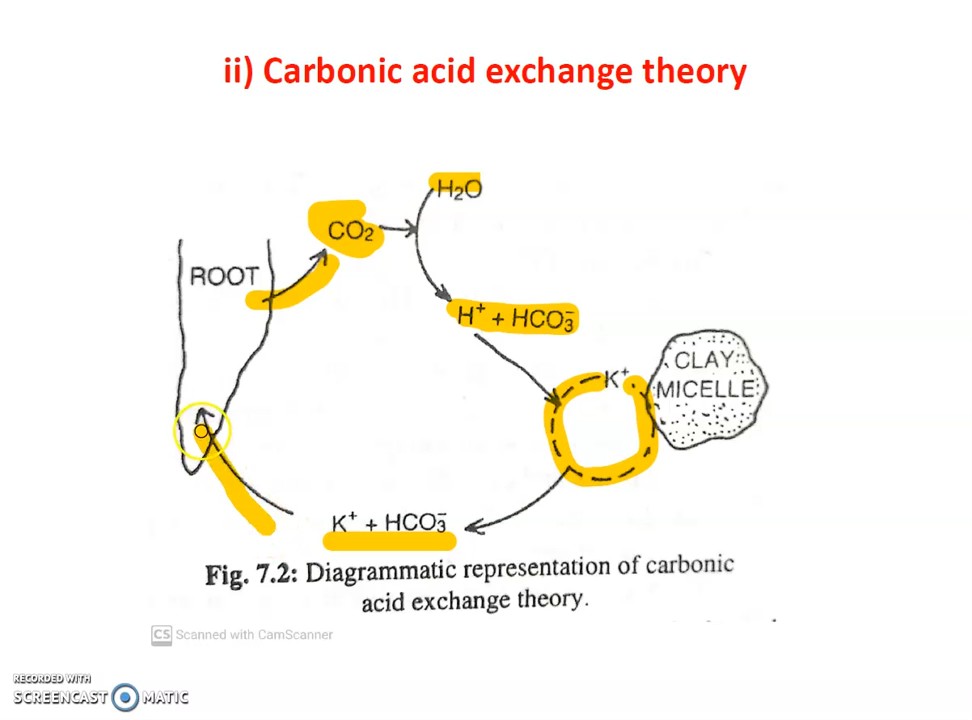 ii) Carbonic acid exchange theory
H₂O
CO₂
ROOT
H⁺ + HCO₃⁻
K⁺
CLAY
MICELLE
K⁺ + HCO₃⁻
Fig. 7.2: Diagrammatic representation of carbonic
acid exchange theory.
CS Scanned with CamScanner
RECORDED WITH
SCREENCAST MATIC